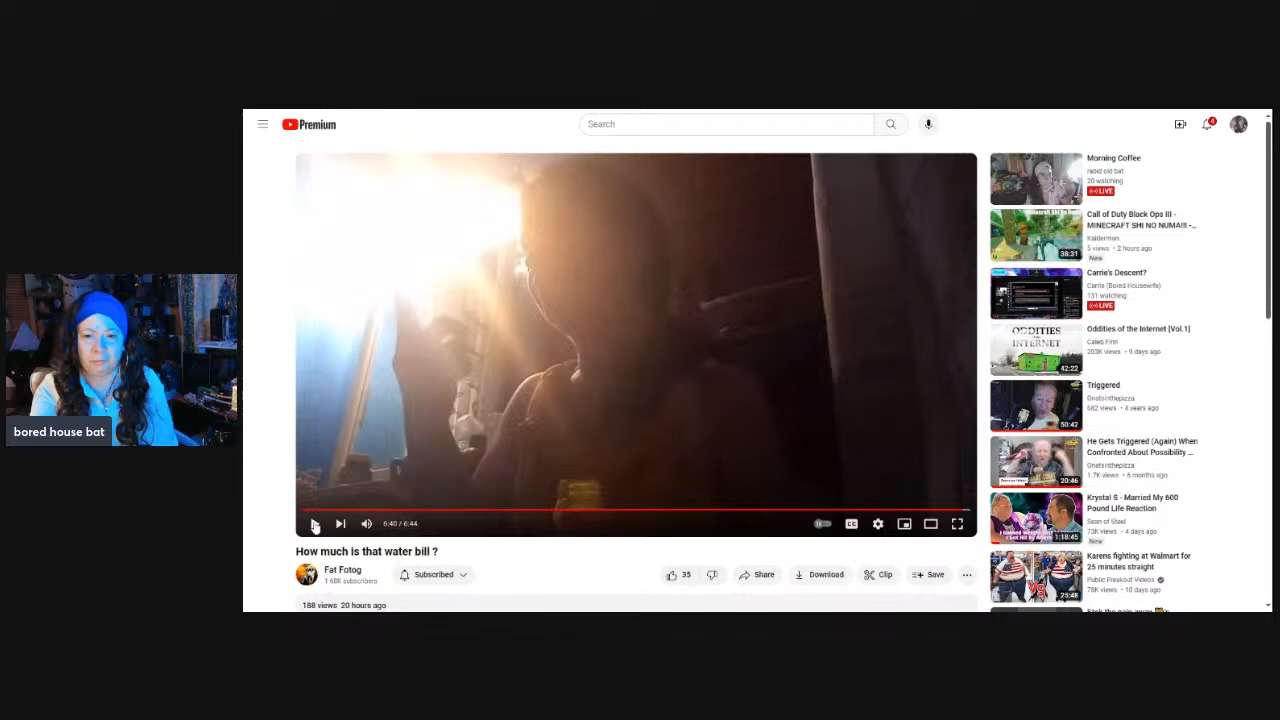 Premium
Search
4
Morning Coffee
rabid old bat
20 watching
LIVE
Call of Duty Black Ops III -
MINECRAFT SHI NO NUMA!!! -...
Kaiderman
5 views • 2 hours ago
New
38:31
Carrie's Descent?
Carrie (Bored Housewife)
131 watching
LIVE
ODDITIES
INTERNET
Oddities of the Internet [Vol.1]
Caleb Finn
203K views • 9 days ago
42:22
Triggered
Gnatsinthepizza
682 views • 4 years ago
50:42
He Gets Triggered (Again) When
Confronted About Possibility ...
Gnatsinthepizza
1.7K views • 6 months ago
20:46
Krystal S - Married My 600
Pound Life Reaction
Sean of Steel
73K views • 4 days ago
New
1:18:45
Karens fighting at Walmart for
25 minutes straight
Public Freakout Videos
78K views • 10 days ago
VS
25:48
bored house bat
6:40 / 6:44
CC
How much is that water bill ?
Fat Fotog
1.68K subscribers
Subscribed
35
Share
Download
Clip
Save
188 views 20 hours ago